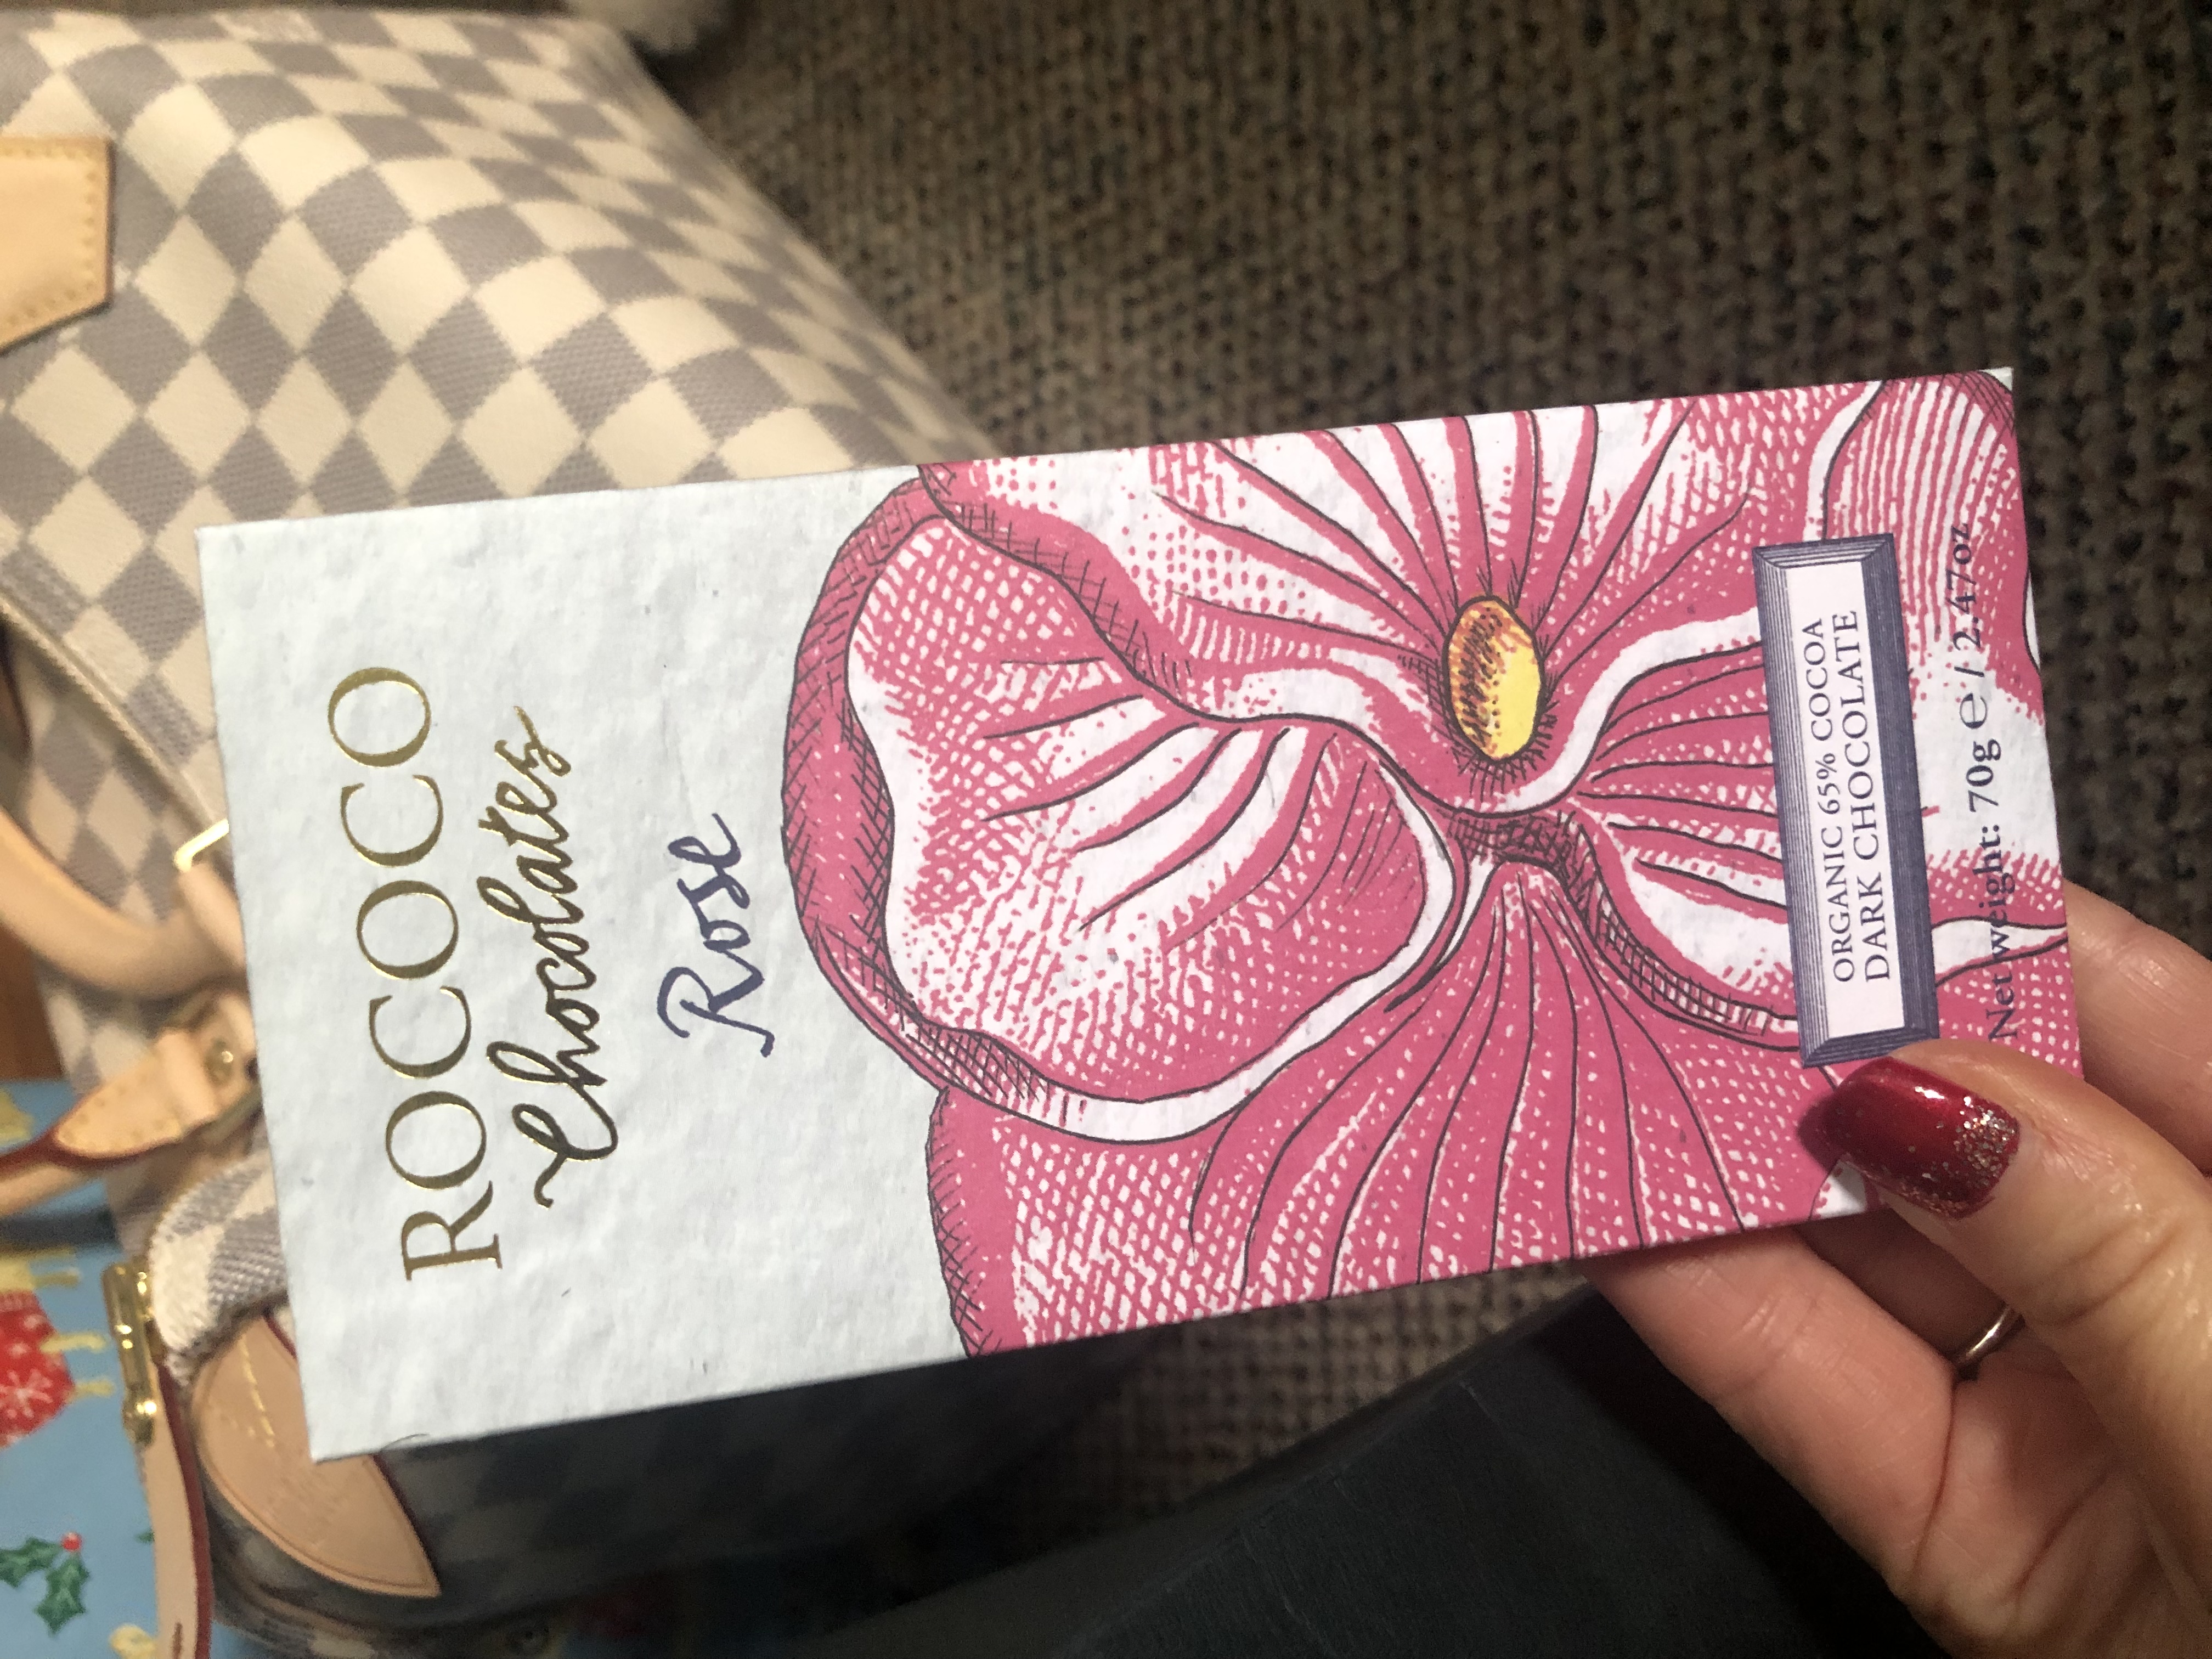 ROCOCO
Chocolates
Rose
ORGANIC 65% COCOA
DARK CHOCOLATE
Net weight: 70g ℮ / 2.47oz